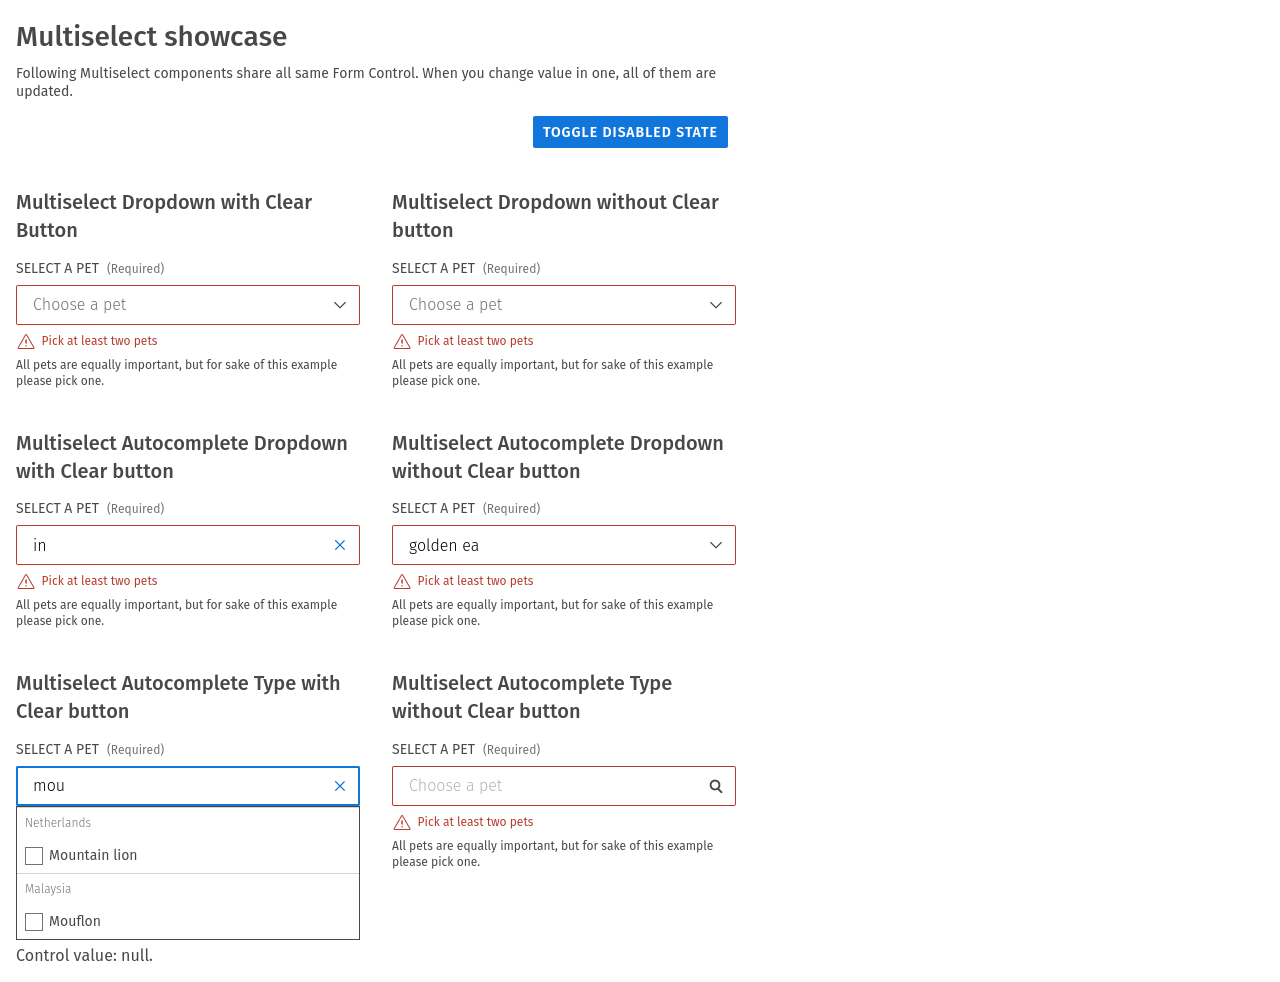 Multiselect showcase
Following Multiselect components share all same Form Control. When you change value in one, all of them are
updated.
TOGGLE DISABLED STATE
Multiselect Dropdown with Clear
Button
SELECT A PET (Required)
Choose a pet
Pick at least two pets
All pets are equally important, but for sake of this example
please pick one.
Multiselect Dropdown without Clear
button
SELECT A PET (Required)
Choose a pet
Pick at least two pets
All pets are equally important, but for sake of this example
please pick one.
Multiselect Autocomplete Dropdown
with Clear button
SELECT A PET (Required)
in
Pick at least two pets
All pets are equally important, but for sake of this example
please pick one.
Multiselect Autocomplete Dropdown
without Clear button
SELECT A PET (Required)
golden ea
Pick at least two pets
All pets are equally important, but for sake of this example
please pick one.
Multiselect Autocomplete Type with
Clear button
SELECT A PET (Required)
mou
Netherlands
Mountain lion
Malaysia
Mouflon
Multiselect Autocomplete Type
without Clear button
SELECT A PET (Required)
Choose a pet
Pick at least two pets
All pets are equally important, but for sake of this example
please pick one.
Control value: null.